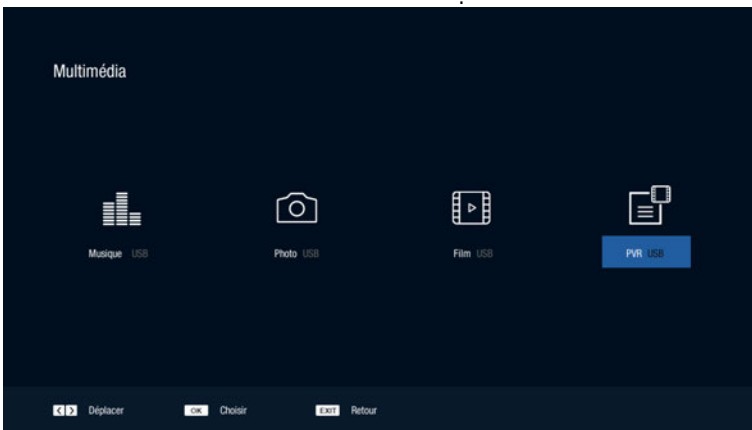 Multimédia
Musique USB
Photo USB
Film USB
PVR USB
< > Déplacer OK Choisir EXIT Retour